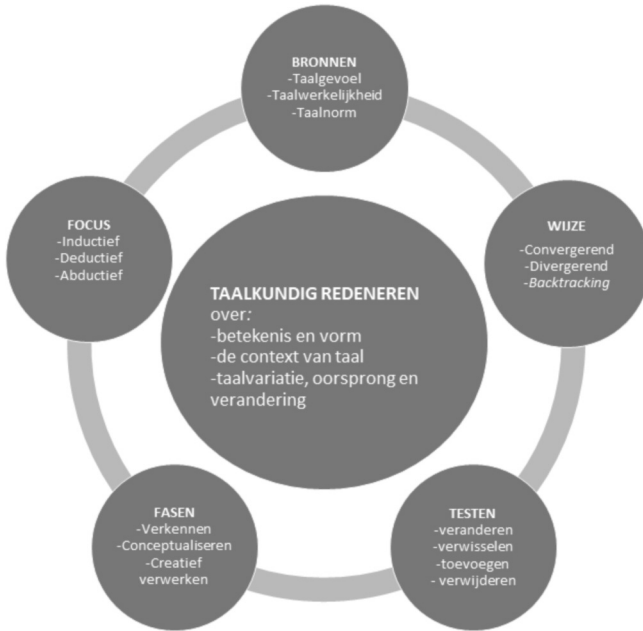 BRONNEN
-Taalgevoel
-Taalwerkelijkheid
-Taalnorm
FOCUS
-Inductief
-Deductief
-Abductief
WIJZE
-Convergerend
-Divergerend
-Backtracking
TAALKUNDIG REDENEREN
over:
-betekenis en vorm
-de context van taal
-taalvariatie, oorsprong en
verandering
FASEN
-Verkennen
-Conceptualiseren
-Creatief
verwerken
TESTEN
-veranderen
-verwisselen
-toevoegen
- verwijderen